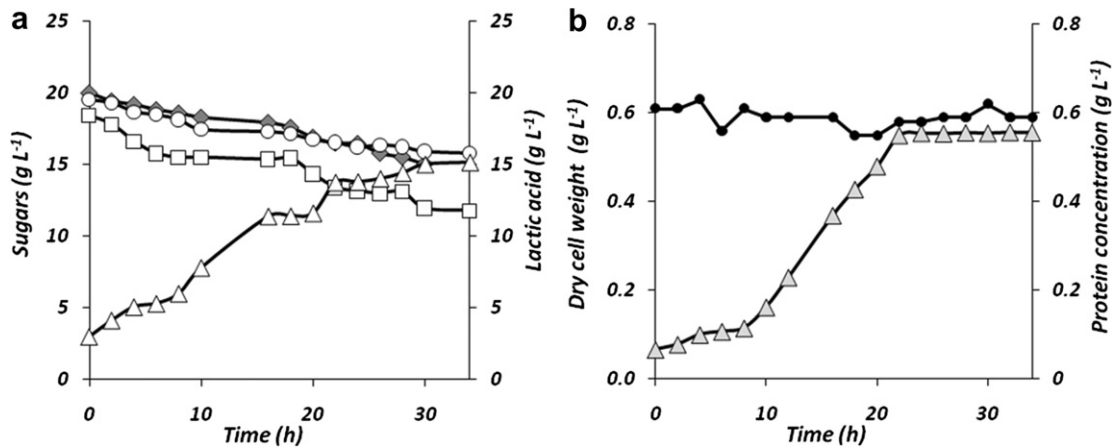 a
25
20
15
10
5
0
Sugars (g L-1)
25
20
15
10
5
0
Lactic acid (g L-1)
0 10 20 30
Time (h)
b
0.8
0.6
0.4
0.2
0.0
Dry cell weight (g L-1)
0.8
0.6
0.4
0.2
0
Protein concentration (g L-1)
0 10 20 30
Time (h)